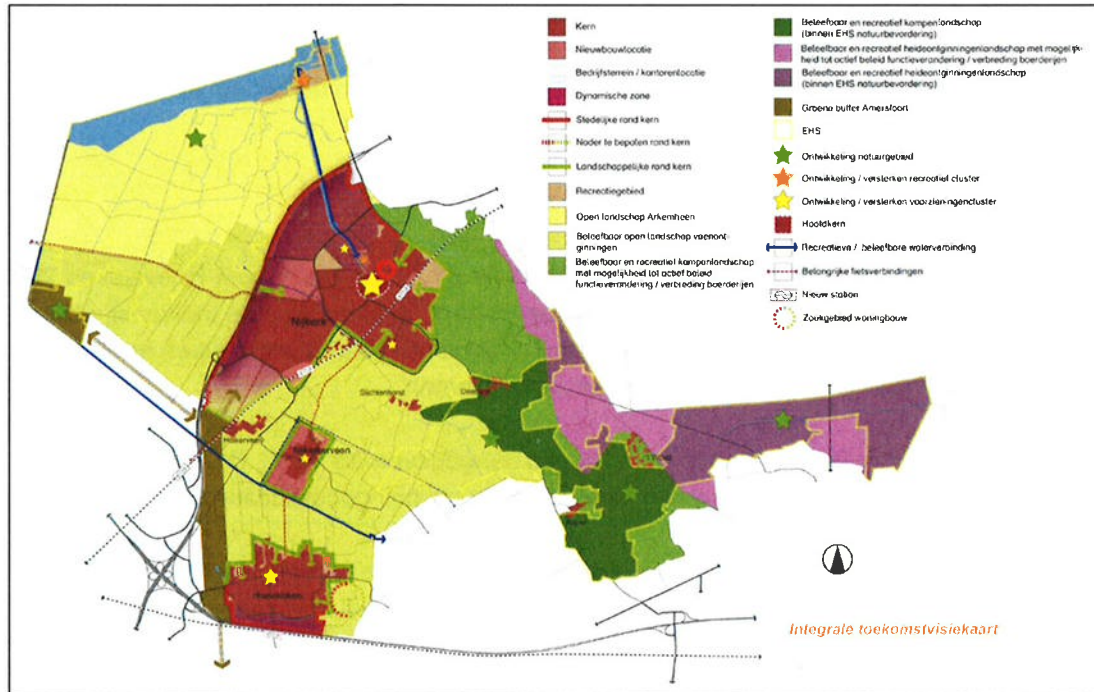 Kern
Nieuwbouwlocatie
Bedrijfsterrein / kantorenlocatie
Dynamische zone
Stedelijke rand kern
Nader te bepalen rand kern
Landschappelijke rand kern
Recreatiegebied
Open landschap Arkemheen
Beleefbaar open landschap veenont-
ginningen
Beleefbaar en recreatief kampenlandschap
met mogelijkheid tot actief beleid
functieverandering / verbreding boerderijen
Beleefbaar en recreatief kampenlandschap
(binnen EHS natuurbevordering)
Beleefbaar en recreatief heideontginningenlandschap met mogelijk-
heid tot actief beleid functieverandering / verbreding boerderijen
Beleefbaar en recreatief heideontginningenlandschap
(binnen EHS natuurbevordering)
Groene buffer Amersfoort
EHS
Ontwikkeling natuurgebied
Ontwikkeling / versterken recreatief cluster
Ontwikkeling / versterken voorzieningencluster
Hoofdkern
Recreatieve / beleefbare waterverbinding
Belangrijke fietsverbindingen
Nieuw station
Zoekgebied woningbouw
Nijkerk
Slichtenhorst
Holkerveen
Nijkerkerveen
Hoevelaken
Integrale toekomstvisiekaart